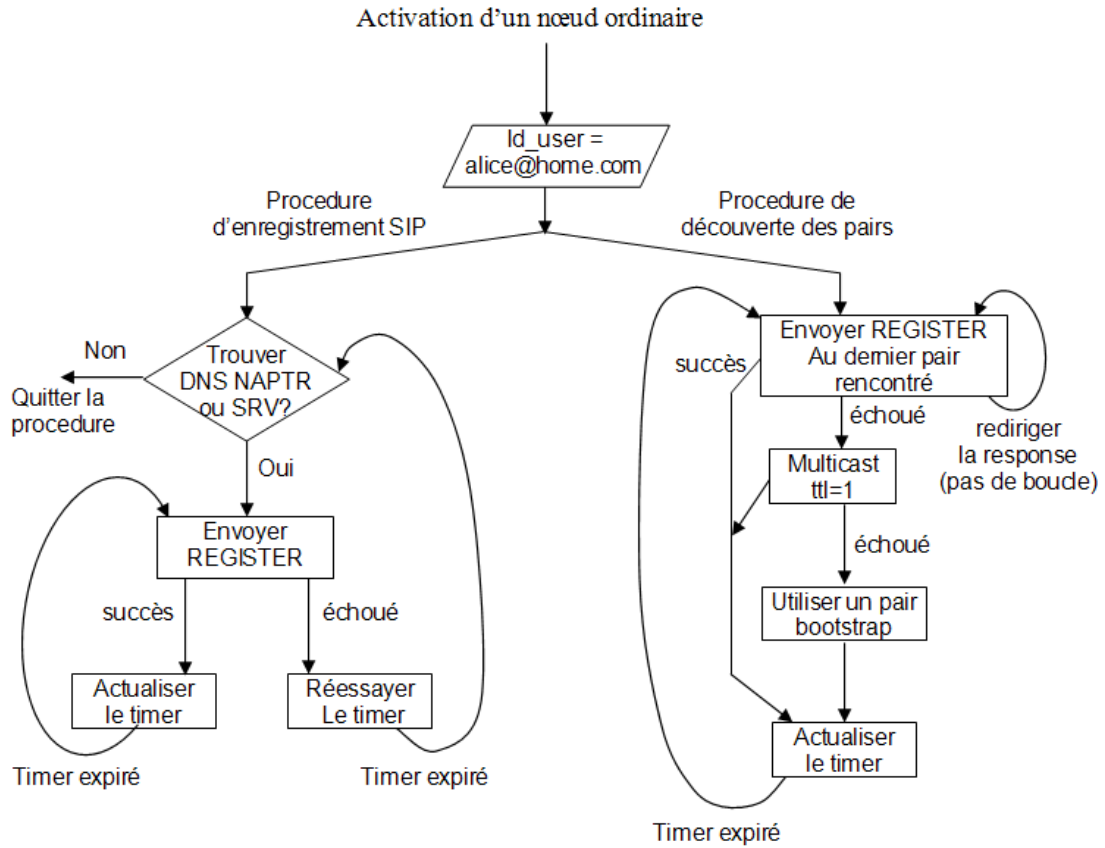 Activation d'un nœud ordinaire
Id_user =
alice@home.com
Procedure
d'enregistrement SIP
Procedure de
découverte des pairs
Non
Quitter la
procedure
Trouver
DNS NAPTR
ou SRV?
Oui
Envoyer
REGISTER
succès
échoué
Actualiser
le timer
Réessayer
Le timer
Timer expiré
Timer expiré
Envoyer REGISTER
Au dernier pair
rencontré
succès
échoué
rediriger
la response
(pas de boucle)
Multicast
ttl=1
échoué
Utiliser un pair
bootstrap
Actualiser
le timer
Timer expiré